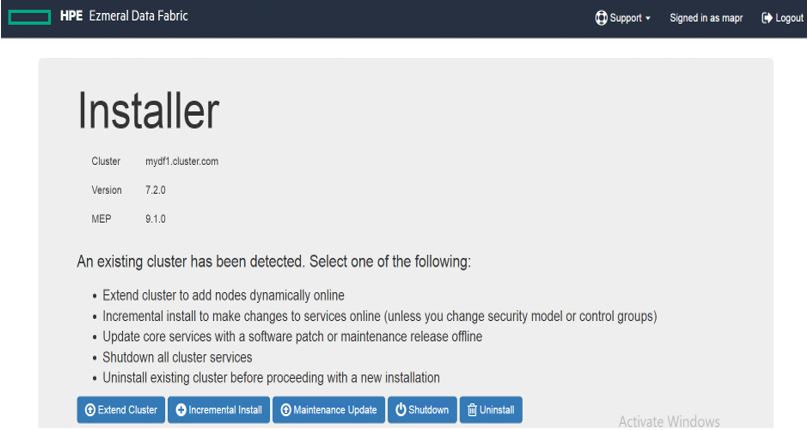 HPE Ezmeral Data Fabric Support Signed in as mapr Logout
Installer
Cluster mydf1.cluster.com
Version 7.2.0
MEP 9.1.0
An existing cluster has been detected. Select one of the following:
• Extend cluster to add nodes dynamically online
• Incremental install to make changes to services online (unless you change security model or control groups)
• Update core services with a software patch or maintenance release offline
• Shutdown all cluster services
• Uninstall existing cluster before proceeding with a new installation
Extend Cluster Incremental Install Maintenance Update Shutdown Uninstall
Activate Windows